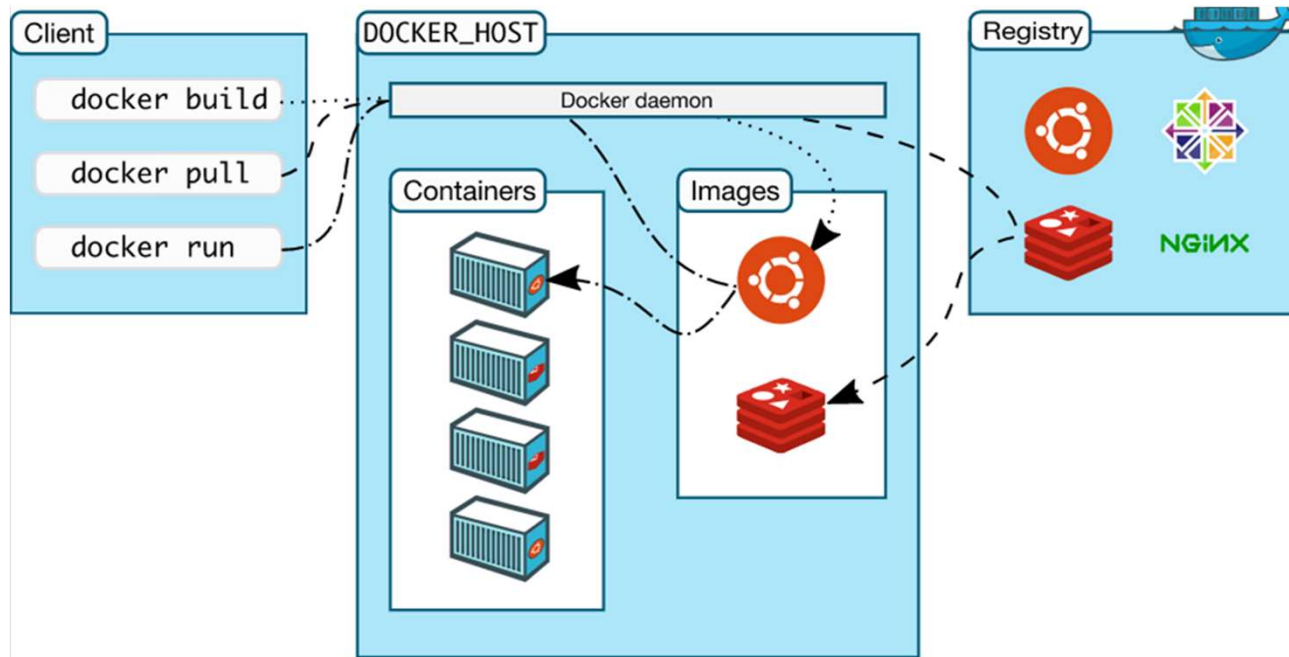 Client
docker build
docker pull
docker run
DOCKER_HOST
Docker daemon
Containers
Images
Registry
NGINX